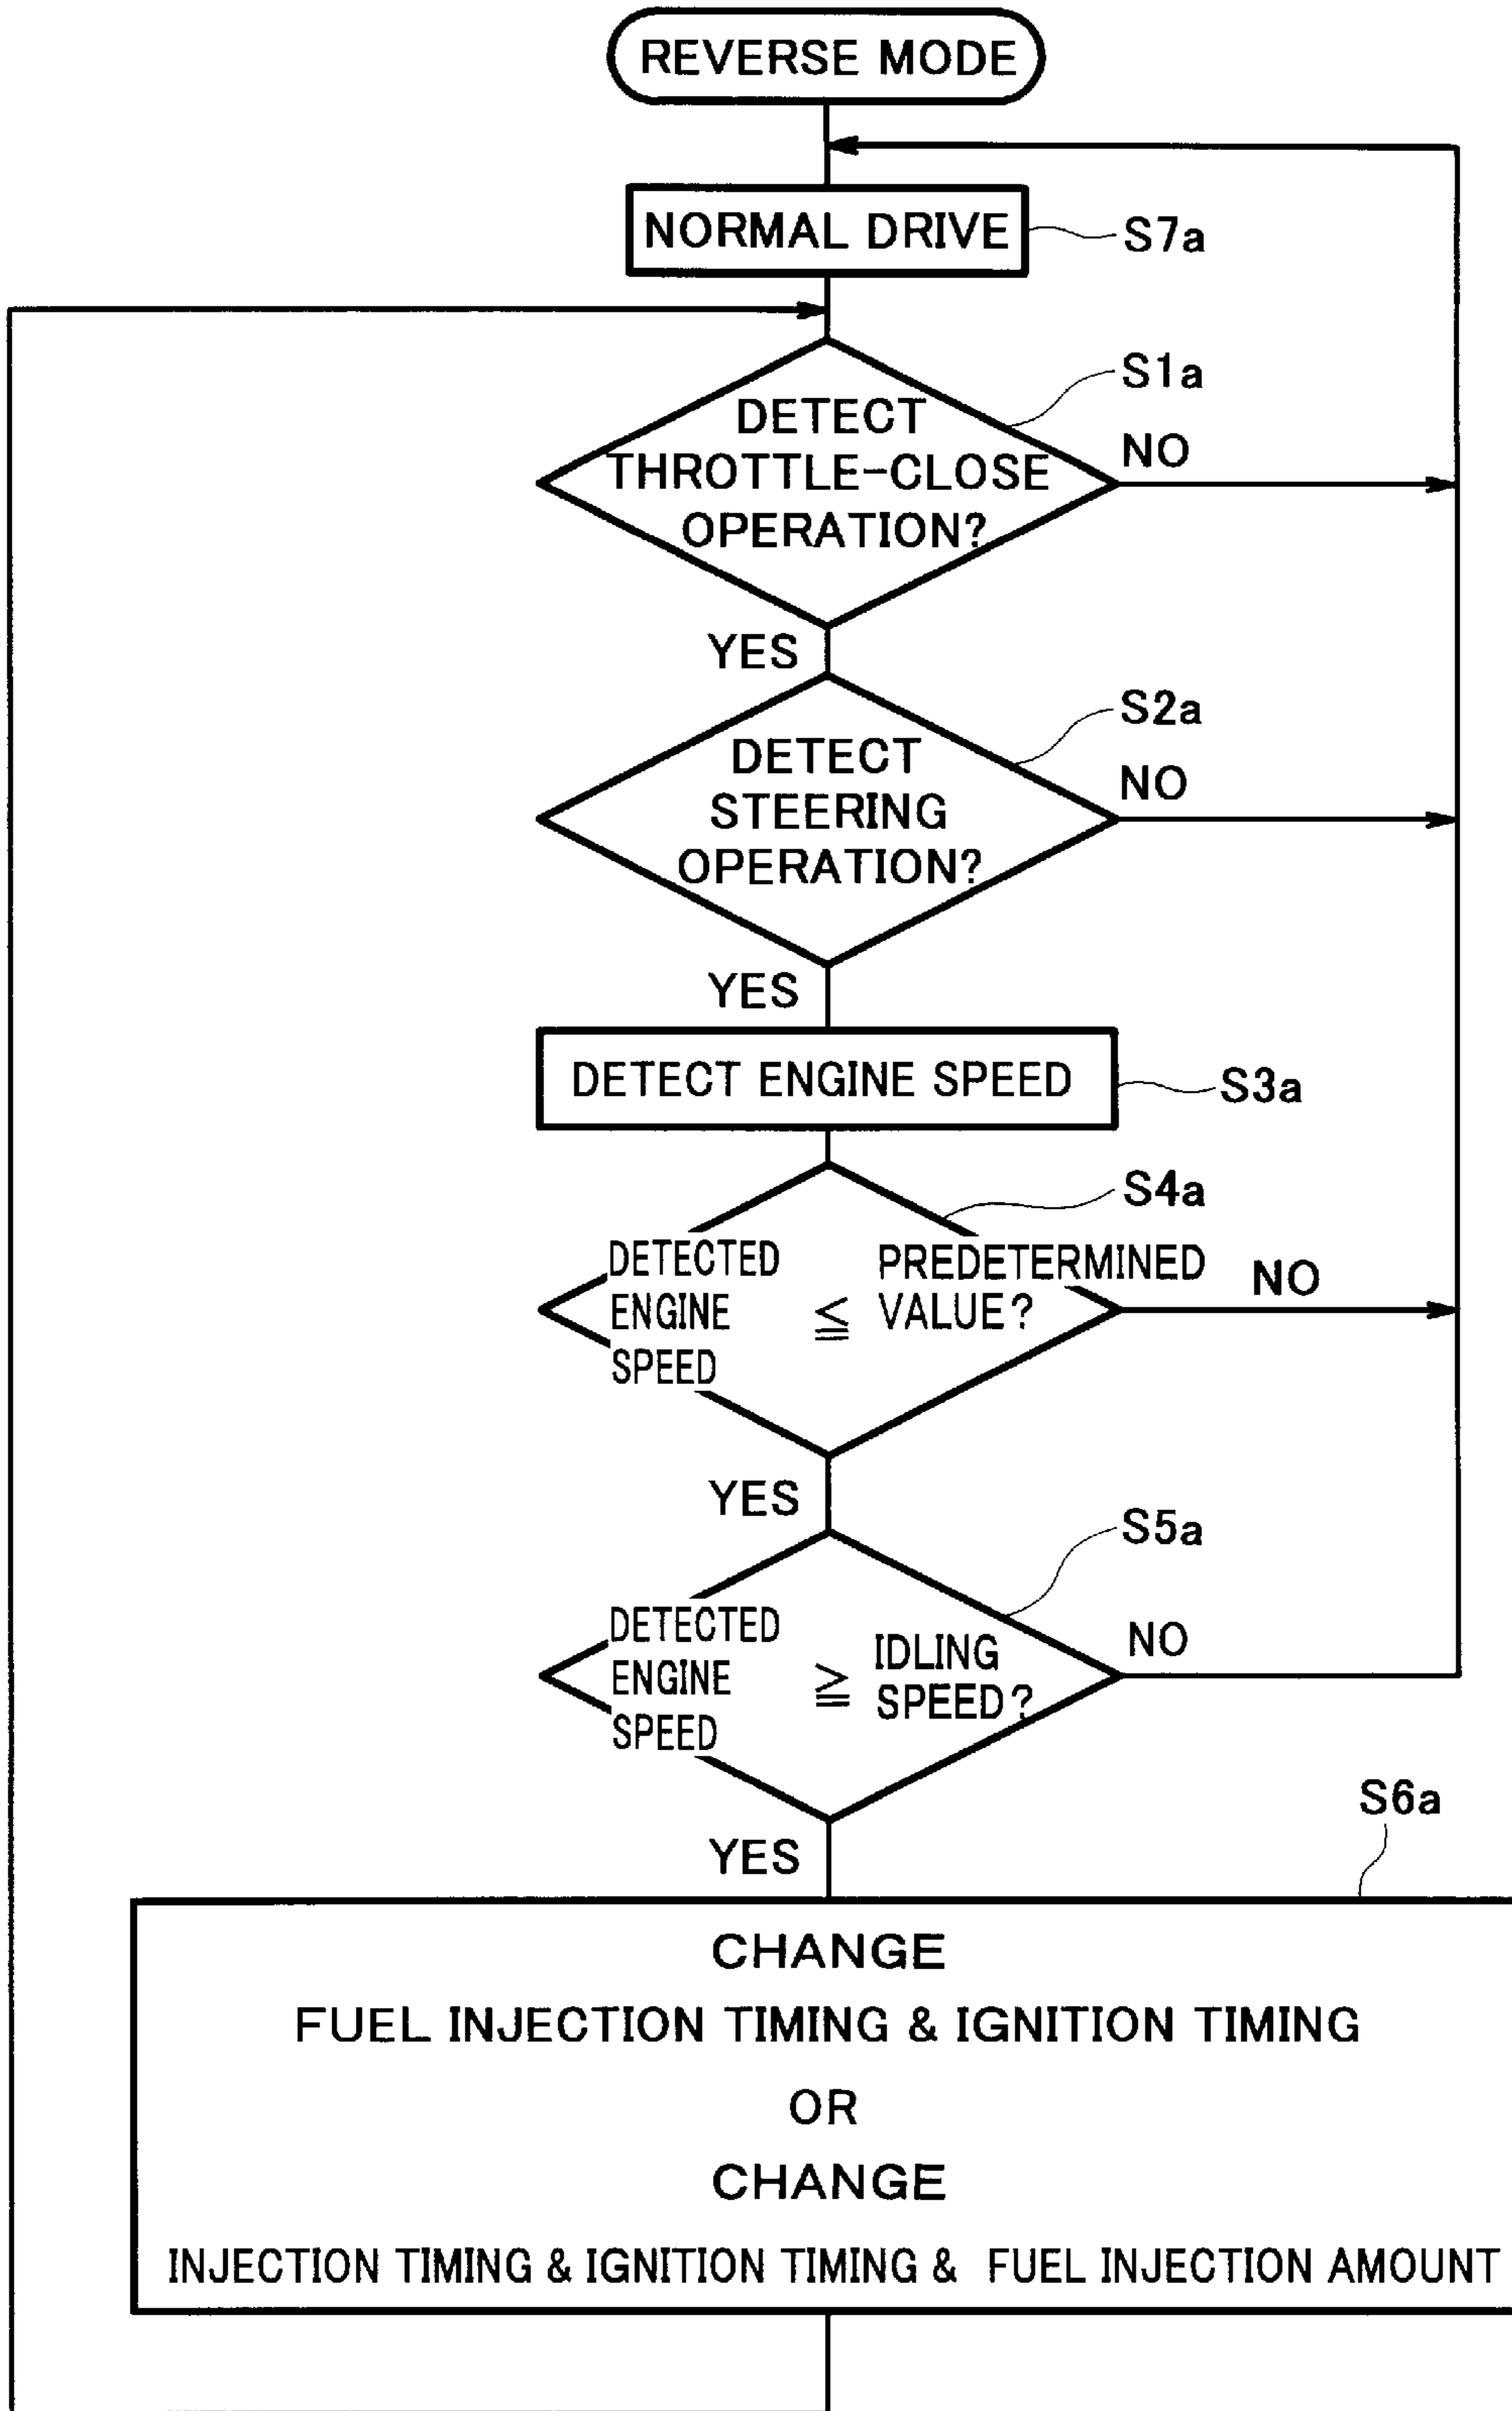 REVERSE MODE
NORMAL DRIVE
S7a
S1a
DETECT
THROTTLE-CLOSE
OPERATION?
NO
YES
S2a
DETECT
STEERING
OPERATION?
NO
YES
DETECT ENGINE SPEED
S3a
S4a
DETECTED
ENGINE
SPEED
≦
PREDETERMINED
VALUE?
NO
YES
S5a
DETECTED
ENGINE
SPEED
≧
IDLING
SPEED?
NO
YES
S6a
CHANGE
FUEL INJECTION TIMING & IGNITION TIMING
OR
CHANGE
INJECTION TIMING & IGNITION TIMING & FUEL INJECTION AMOUNT